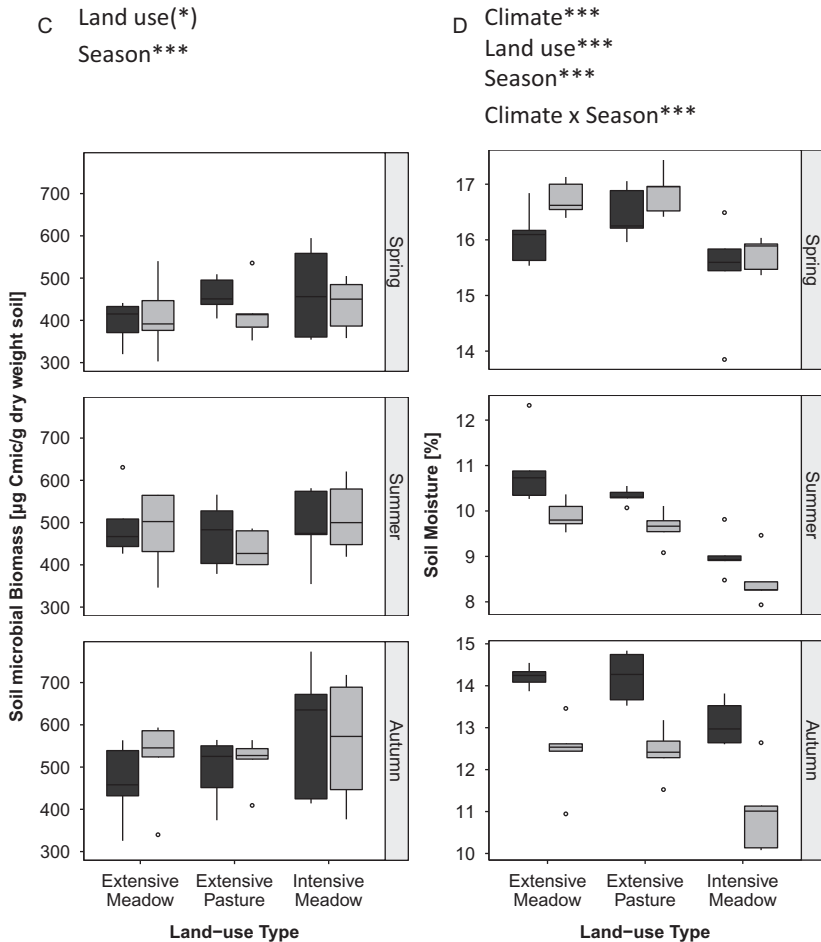 C
Land use(*)
Season***
Soil microbial Biomass [µg Cmic/g dry weight soil]
700
600
500
400
300
Spring
700
600
500
400
300
Summer
700
600
500
400
300
Autumn
Extensive
Meadow
Extensive
Pasture
Intensive
Meadow
Land−use Type
D
Climate***
Land use***
Season***
Climate x Season***
Soil Moisture [%]
17
16
15
14
Spring
12
11
10
9
8
Summer
15
14
13
12
11
10
Autumn
Extensive
Meadow
Extensive
Pasture
Intensive
Meadow
Land−use Type